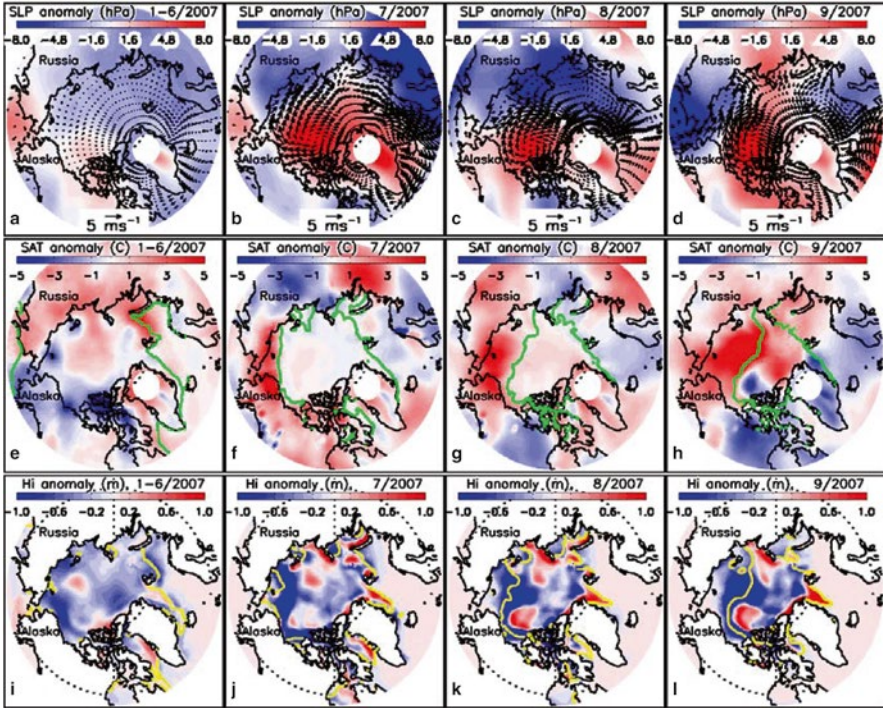 SLP anomaly (hPa) 1-6/2007
-8.0 -4.8 -1.6 1.6 4.8 8.0
Russia
Alaska
a
5 ms⁻¹
SLP anomaly (hPa) 7/2007
-8.0 -4.8 -1.6 1.6 4.8 8.0
Russia
Alaska
b
5 ms⁻¹
SLP anomaly (hPa) 8/2007
-8.0 -4.8 -1.6 1.6 4.8 8.0
Russia
Alaska
c
5 ms⁻¹
SLP anomaly (hPa) 9/2007
-8.0 -4.8 -1.6 1.6 4.8 8.0
Russia
Alaska
d
5 ms⁻¹
SAT anomaly (C) 1-6/2007
-5 -3 -1 1 3 5
Russia
Alaska
e
SAT anomaly (C) 7/2007
-5 -3 -1 1 3 5
Russia
Alaska
f
SAT anomaly (C) 8/2007
-5 -3 -1 1 3 5
Russia
Alaska
g
SAT anomaly (C) 9/2007
-5 -3 -1 1 3 5
Russia
Alaska
h
Hi anomaly (m) 1-6/2007
-1.0 -0.6 -0.2 0.2 0.6 1.0
Russia
Alaska
i
Hi anomaly (m) 7/2007
-1.0 -0.6 -0.2 0.2 0.6 1.0
Russia
Alaska
j
Hi anomaly (m) 8/2007
-1.0 -0.6 -0.2 0.2 0.6 1.0
Russia
Alaska
k
Hi anomaly (m) 9/2007
-1.0 -0.6 -0.2 0.2 0.6 1.0
Russia
Alaska
l